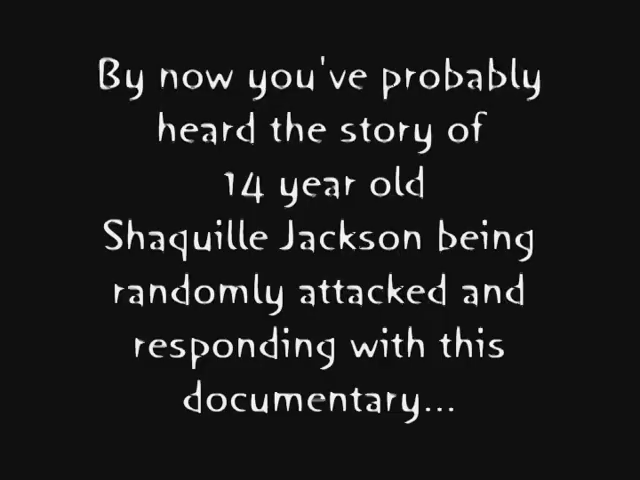 By now you've probably
heard the story of
14 year old
Shaquille Jackson being
randomly attacked and
responding with this
documentary...